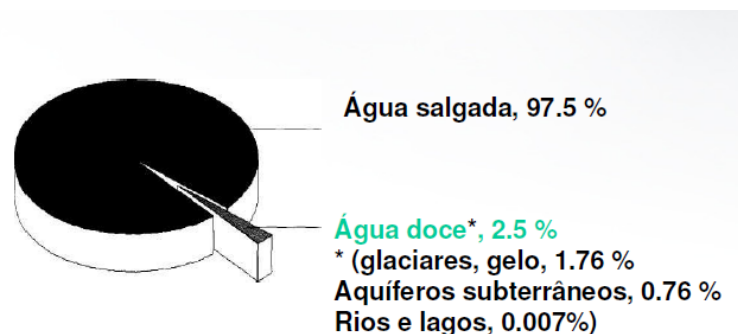 Água salgada, 97.5 %
Água doce*, 2.5 %
* (glaciares, gelo, 1.76 %
Aquíferos subterrâneos, 0.76 %
Rios e lagos, 0.007%)